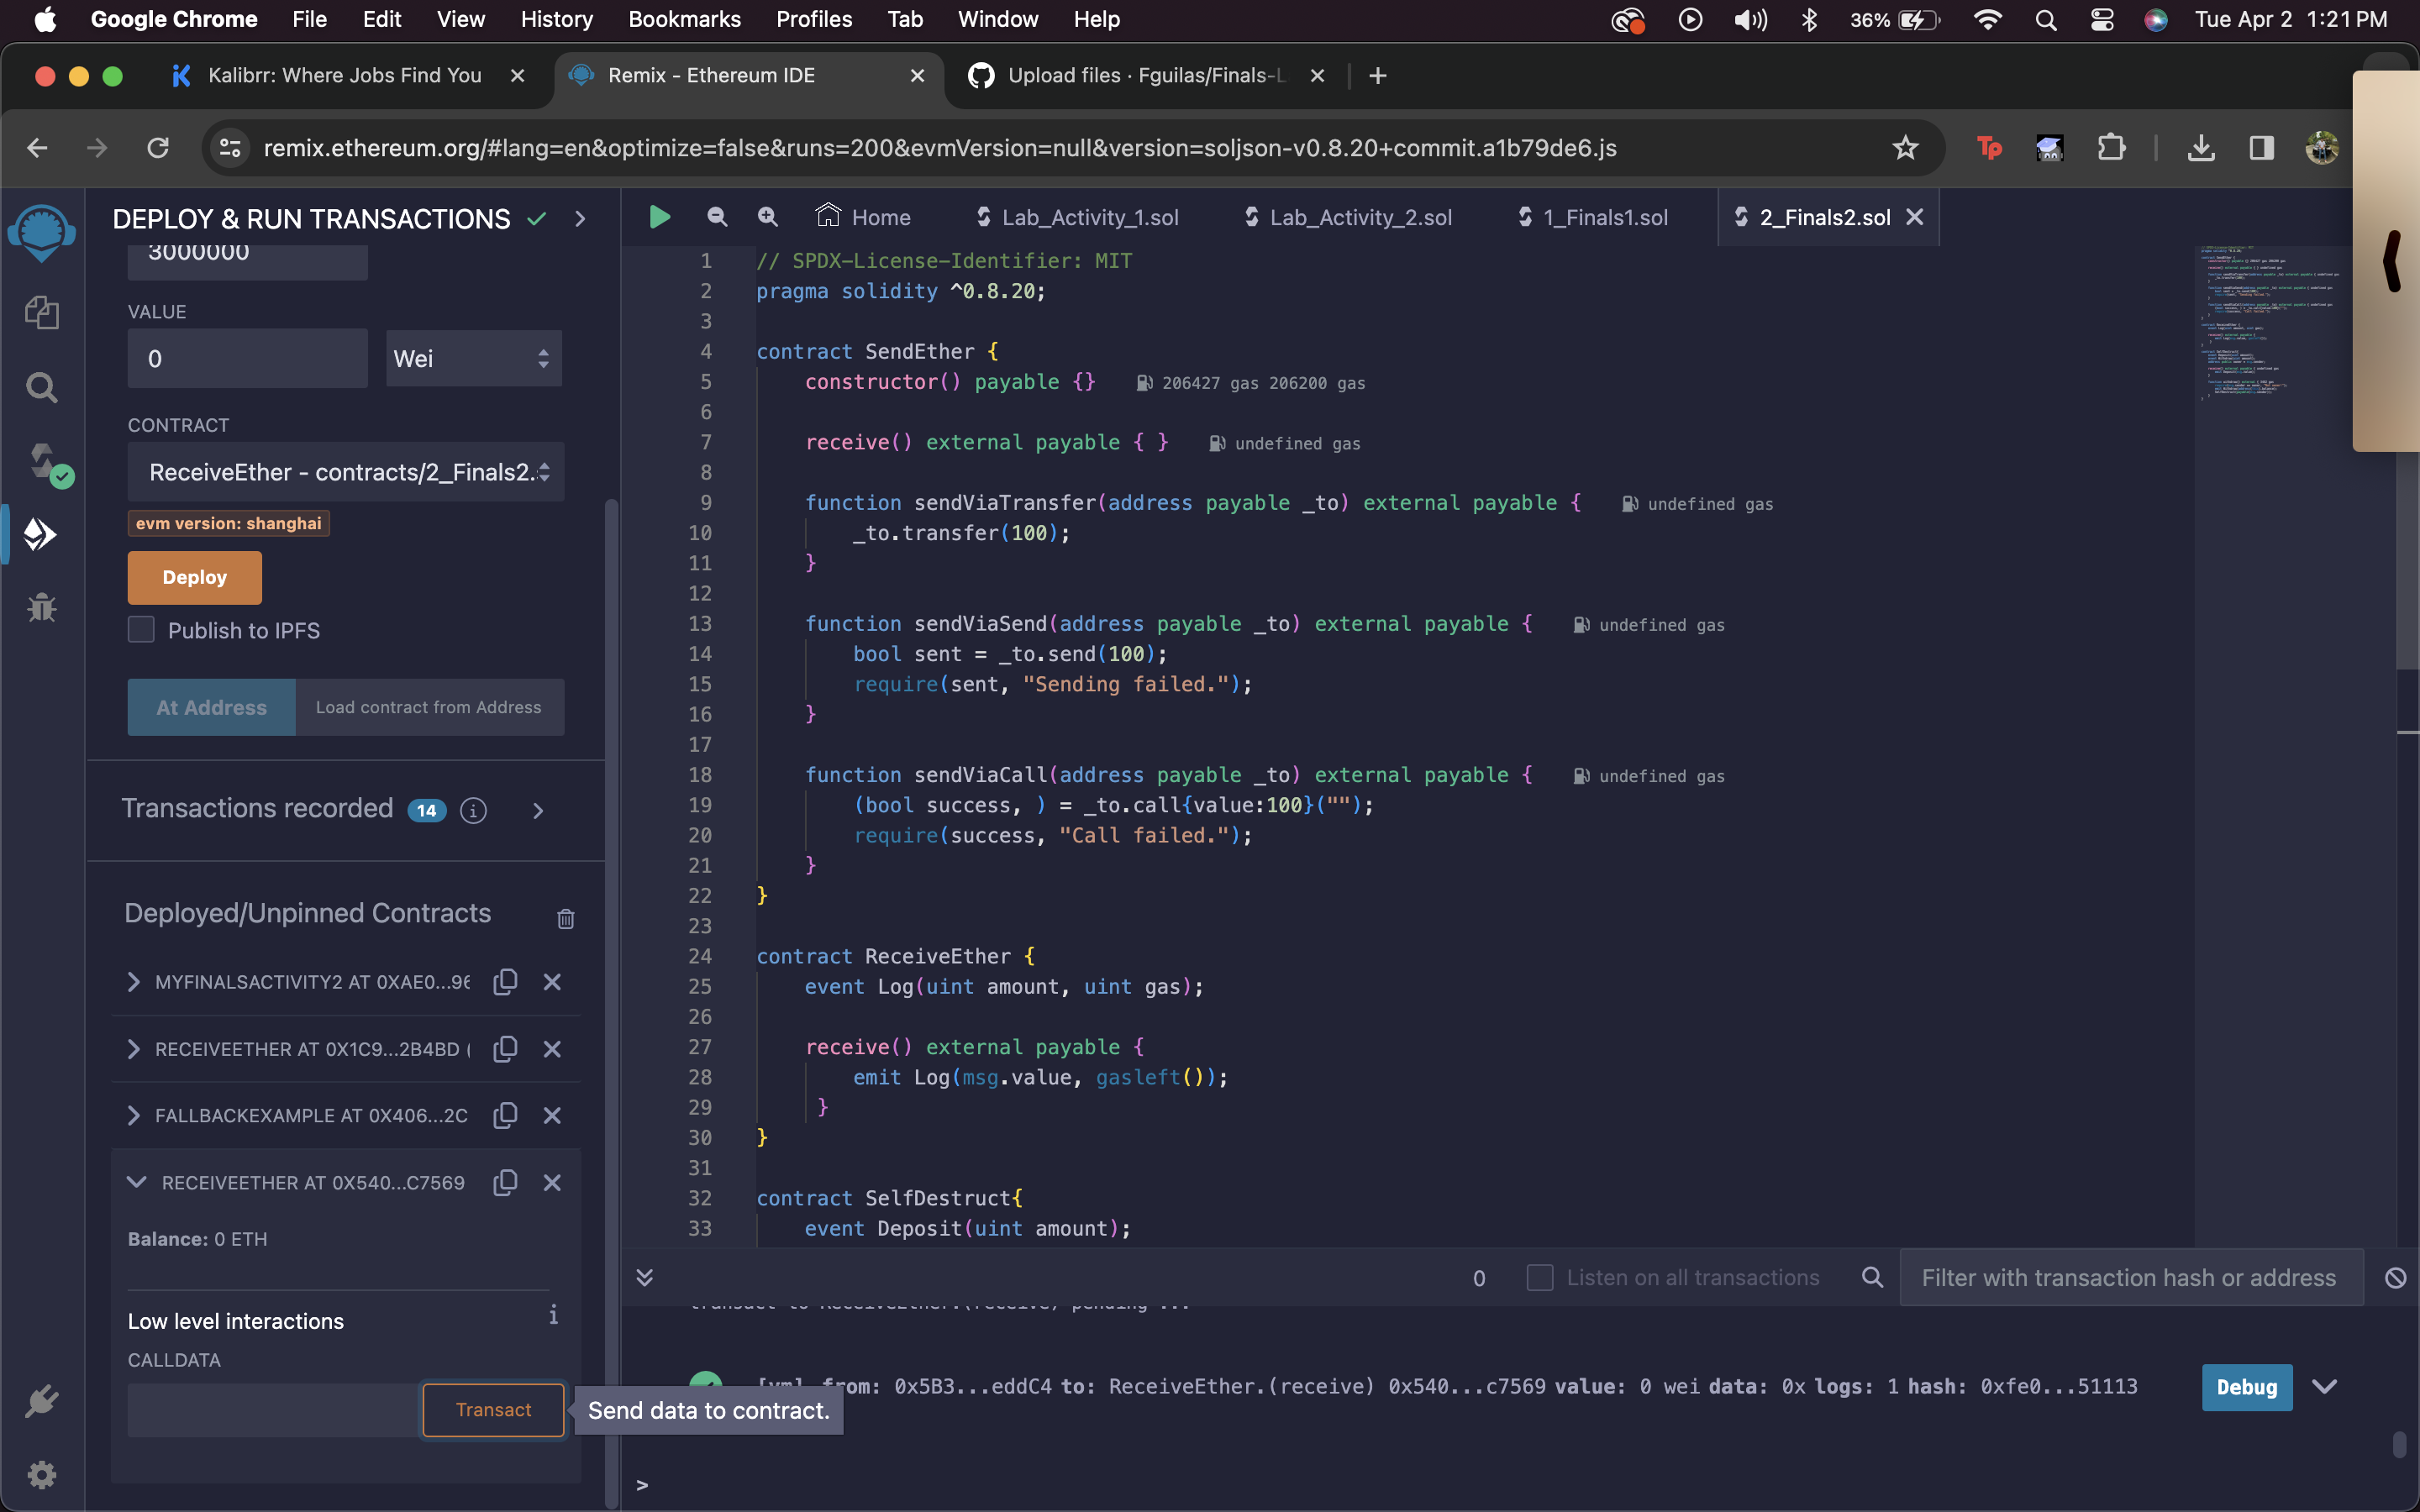 Google Chrome File Edit View History Bookmarks Profiles Tab Window Help 36% Tue Apr 2 1:21 PM
Kalibrr: Where Jobs Find You Remix - Ethereum IDE Upload files · Fguilas/Finals-L
remix.ethereum.org/#lang=en&optimize=false&runs=200&evmVersion=null&version=soljson-v0.8.20+commit.a1b79de6.js Tp
DEPLOY & RUN TRANSACTIONS
3000000
VALUE
0 Wei
CONTRACT
ReceiveEther - contracts/2_Finals2.
evm version: shanghai
Deploy
Publish to IPFS
At Address Load contract from Address
Transactions recorded 14 i
Deployed/Unpinned Contracts
MYFINALSACTIVITY2 AT 0XAE0...96
RECEIVEETHER AT 0X1C9...2B4BD (
FALLBACKEXAMPLE AT 0X406...2C
RECEIVEETHER AT 0X540...C7569
Balance: 0 ETH
Low level interactions i
CALLDATA
Transact
Send data to contract.
Home Lab_Activity_1.sol Lab_Activity_2.sol 1_Finals1.sol 2_Finals2.sol
1 // SPDX-License-Identifier: MIT
2 pragma solidity ^0.8.20;
3
4 contract SendEther {
5 constructor() payable {} 206427 gas 206200 gas
6
7 receive() external payable { } undefined gas
8
9 function sendViaTransfer(address payable _to) external payable { undefined gas
10 _to.transfer(100);
11 }
12
13 function sendViaSend(address payable _to) external payable { undefined gas
14 bool sent = _to.send(100);
15 require(sent, "Sending failed.");
16 }
17
18 function sendViaCall(address payable _to) external payable { undefined gas
19 (bool success, ) = _to.call{value:100}("");
20 require(success, "Call failed.");
21 }
22 }
23
24 contract ReceiveEther {
25 event Log(uint amount, uint gas);
26
27 receive() external payable {
28 emit Log(msg.value, gasleft());
29 }
30 }
31
32 contract SelfDestruct{
33 event Deposit(uint amount);
0 Listen on all transactions Filter with transaction hash or address
transact to ReceiveEther.(receive) pending ...
[vm] from: 0x5B3...eddC4 to: ReceiveEther.(receive) 0x540...c7569 value: 0 wei data: 0x logs: 1 hash: 0xfe0...51113 Debug
>